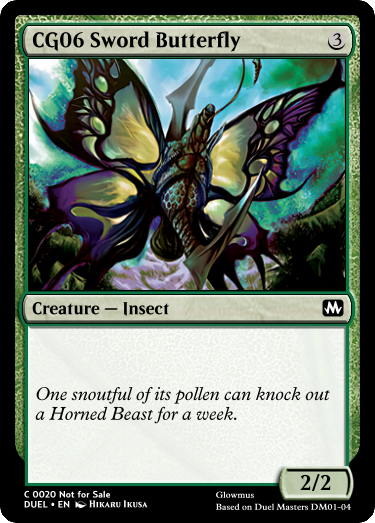 CG06 Sword Butterfly 3
Creature — Insect
One snoutful of its pollen can knock out
a Horned Beast for a week.
2/2
C 0020 Not for Sale
DUEL • EN Hikaru Ikusa
Glowmus
Based on Duel Masters DM01-04